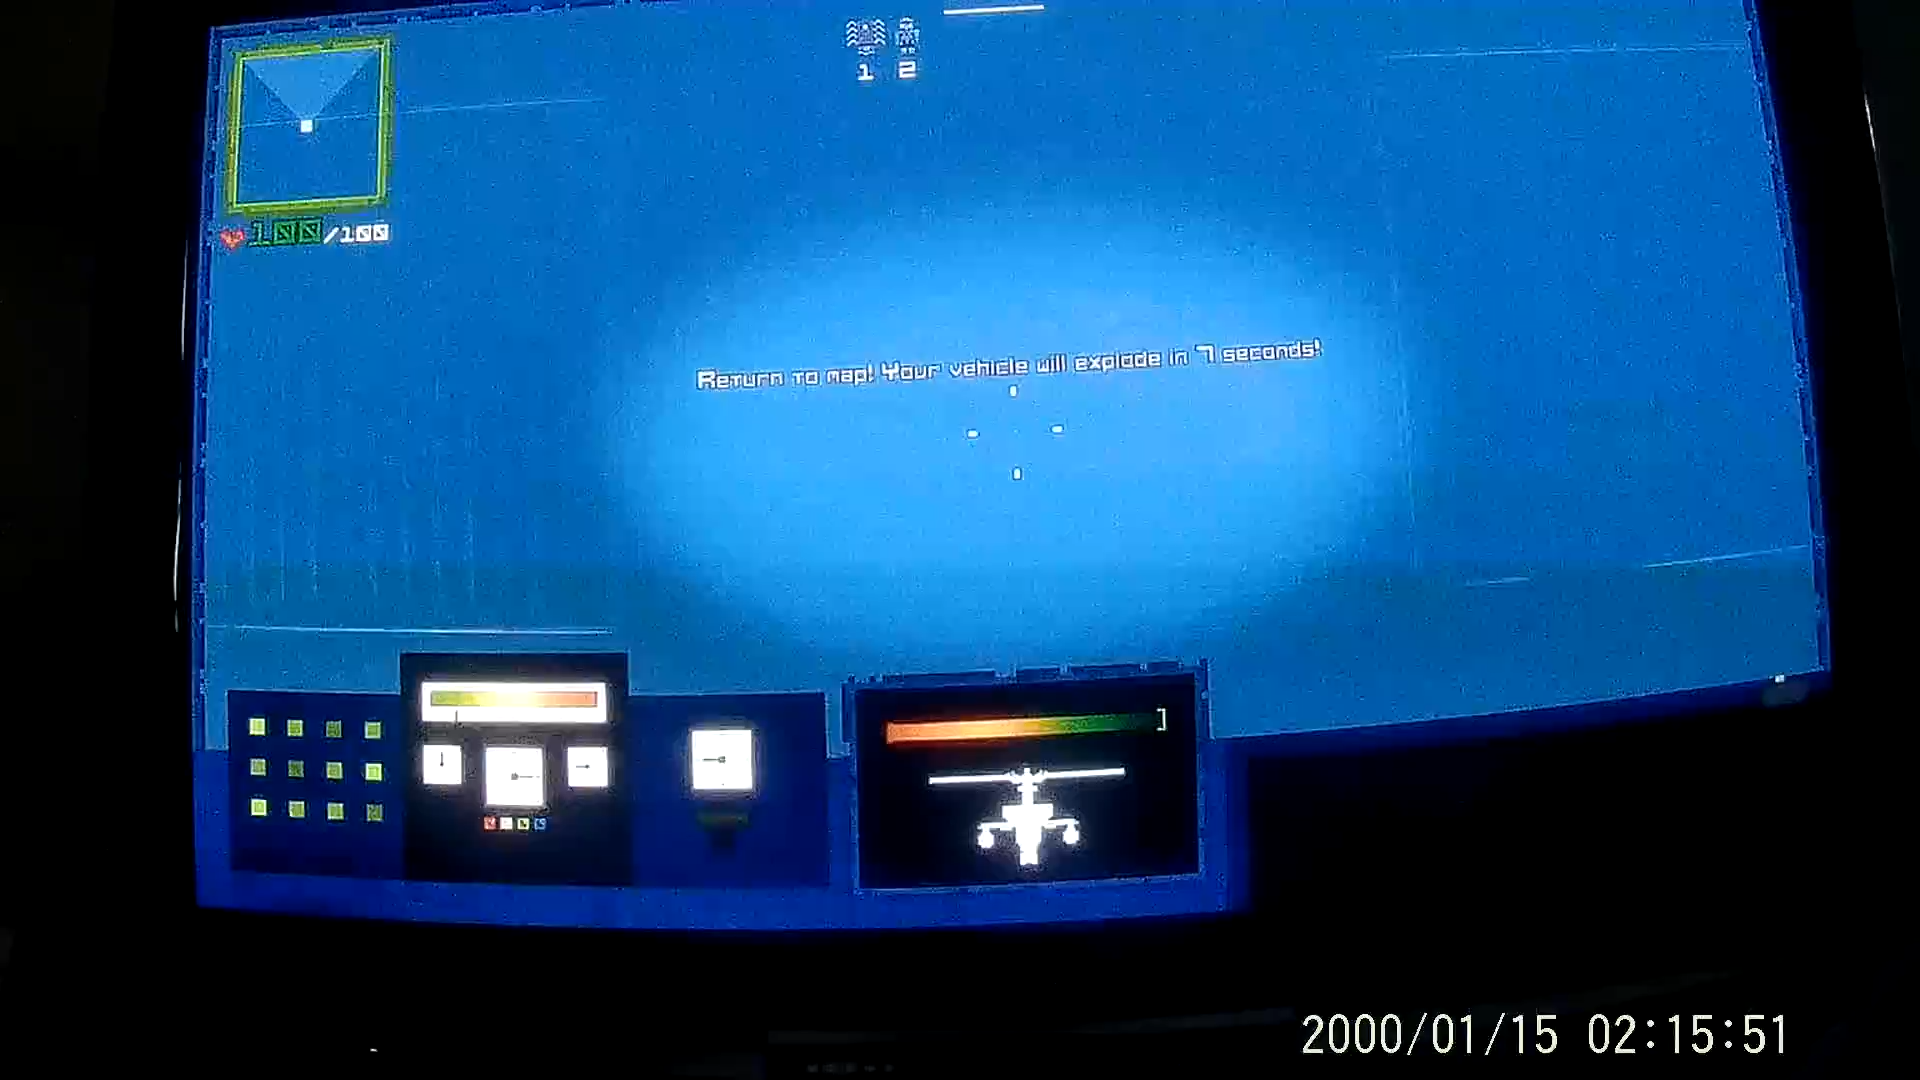 1 2
100/100
Return to map! Your vehicle will explode in 7 seconds!
2000/01/15 02:15:51